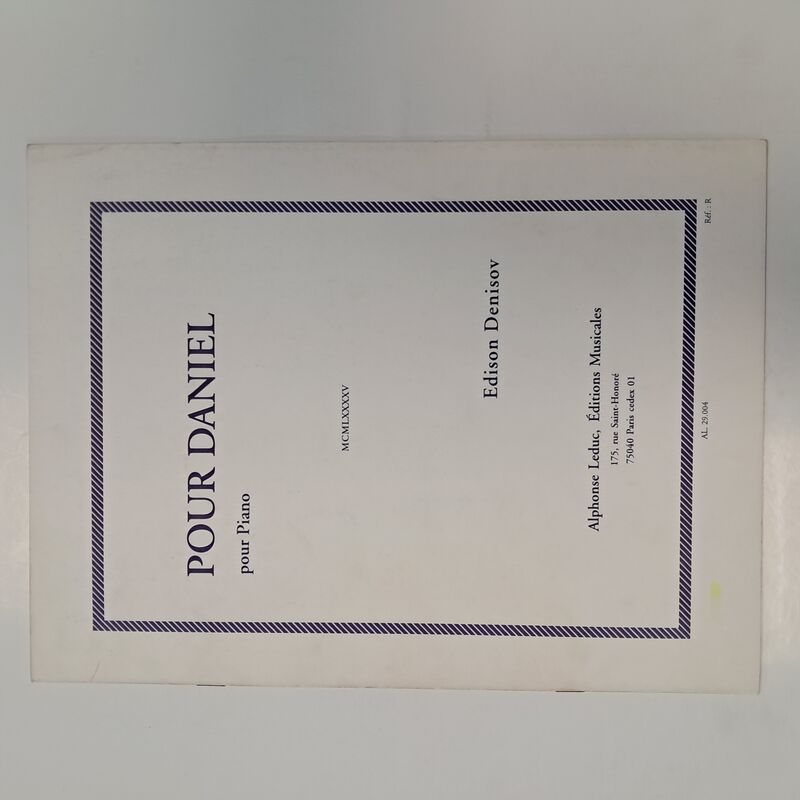 POUR DANIEL
pour Piano
MCMLXXXXV
Edison Denisov
Alphonse Leduc, Éditions Musicales
175, rue Saint-Honoré
75040 Paris cedex 01
AL. 29.004
Réf. : R